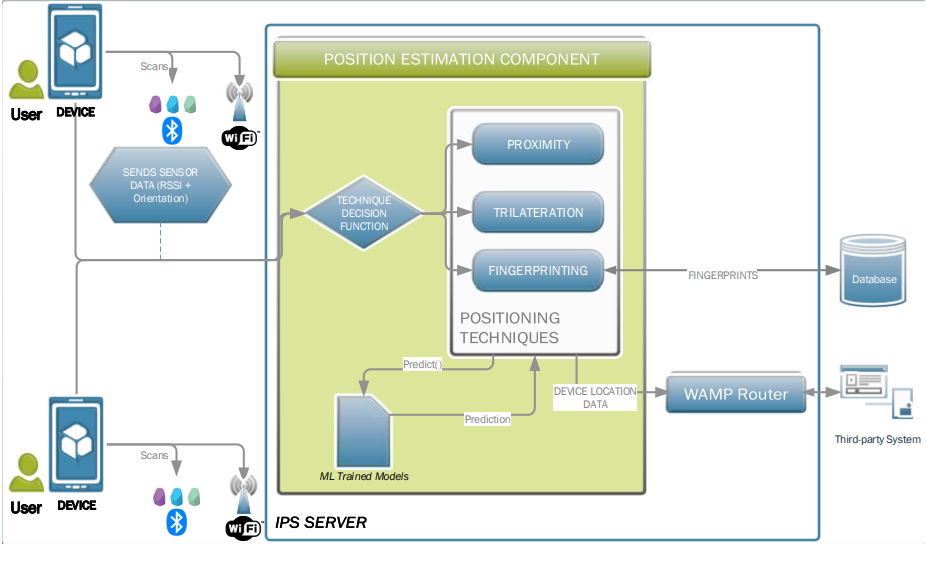 POSITION ESTIMATION COMPONENT
Scans
User
DEVICE
WiFi
SENDS SENSOR
DATA (RSSI +
Orientation)
TECHNIQUE
DECISION
FUNCTION
PROXIMITY
TRILATERATION
FINGERPRINTING
POSITIONING
TECHNIQUES
FINGERPRINTS
Database
Predict()
Prediction
DEVICE LOCATION
DATA
WAMP Router
Third-party System
ML Trained Models
Scans
User
DEVICE
WiFi
IPS SERVER